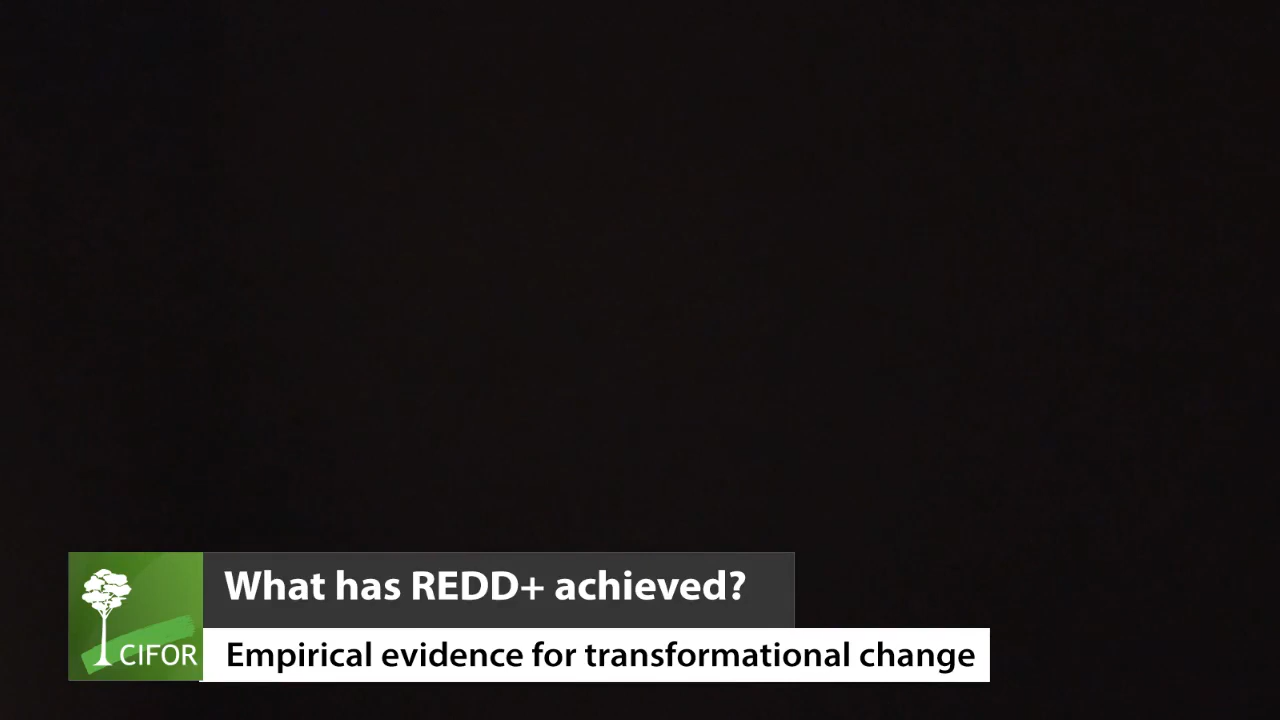 What has REDD+ achieved?
CIFOR
Empirical evidence for transformational change